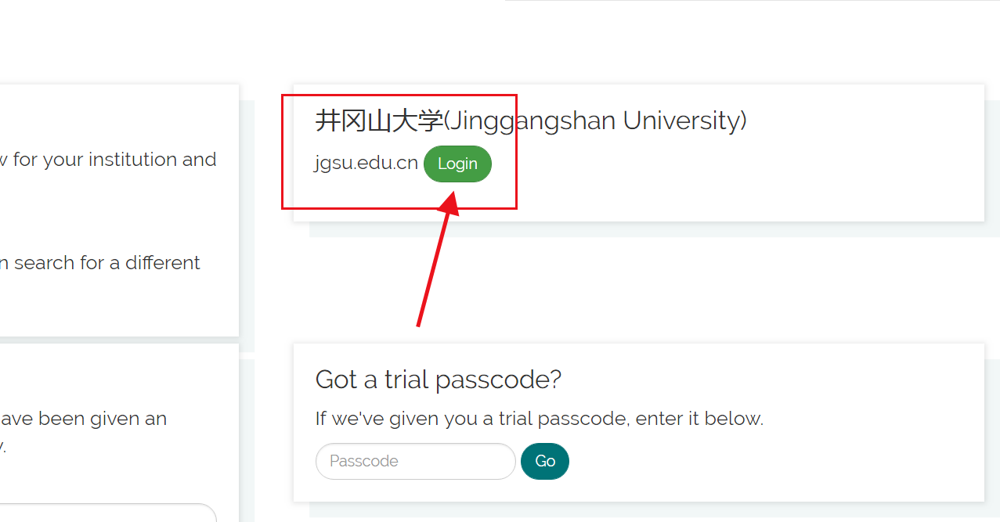 for your institution and
search for a different
井冈山大学(Jinggangshan University)
jgsu.edu.cn Login
have been given an
Got a trial passcode?
If we've given you a trial passcode, enter it below.
Passcode Go